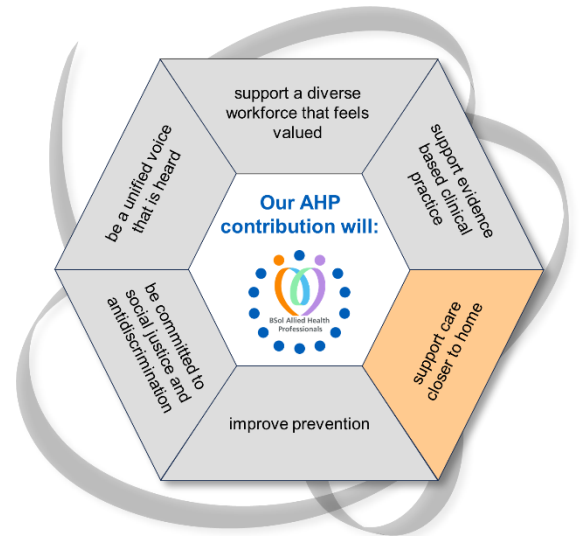 support a diverse
workforce that feels
valued
support evidence
based clinical
practice
support care
closer to home
improve prevention
be committed to
social justice and
antidiscrimination
be a unified voice
that is heard
Our AHP
contribution will:
BSol Allied Health
Professionals